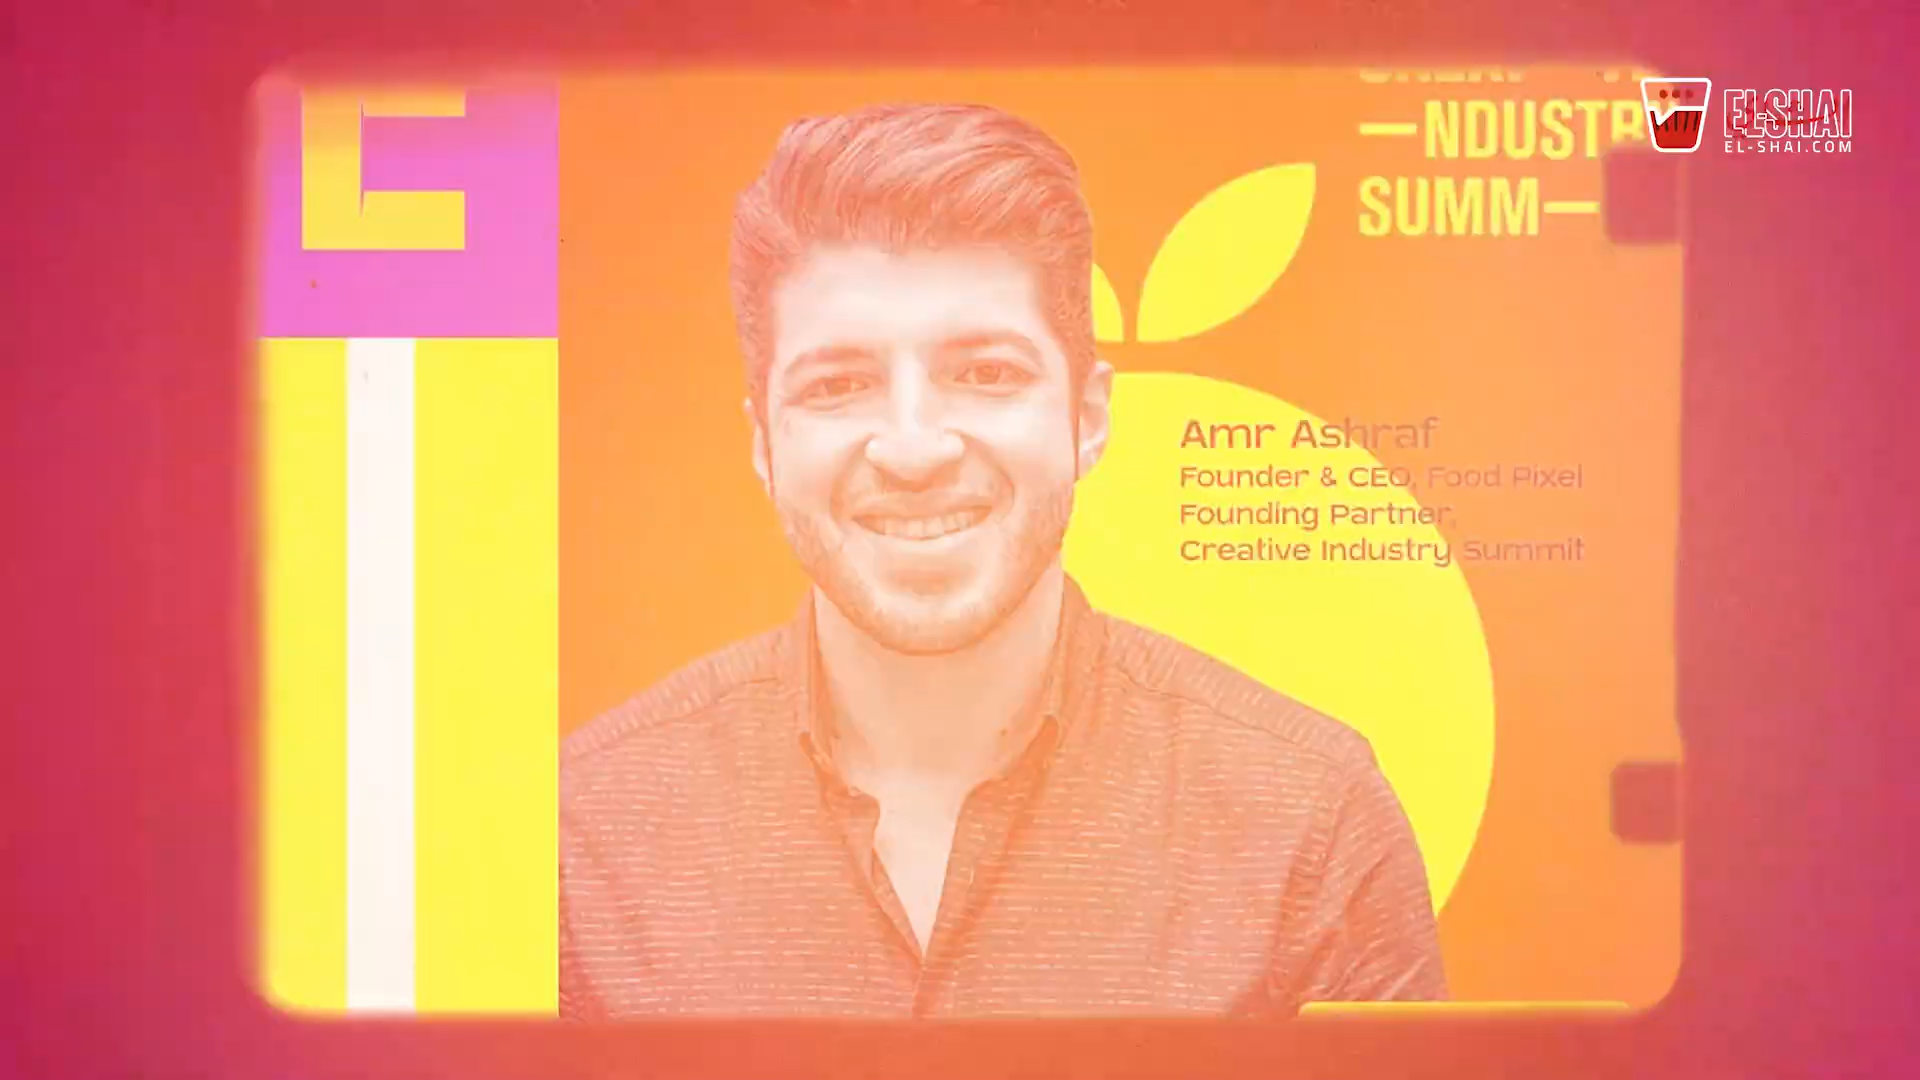 —NDUSTR
SUMM—
ELSHAI
EL-SHAI.COM
Amr Ashraf
Founder & CEO, Food Pixel
Founding Partner,
Creative Industry Summit